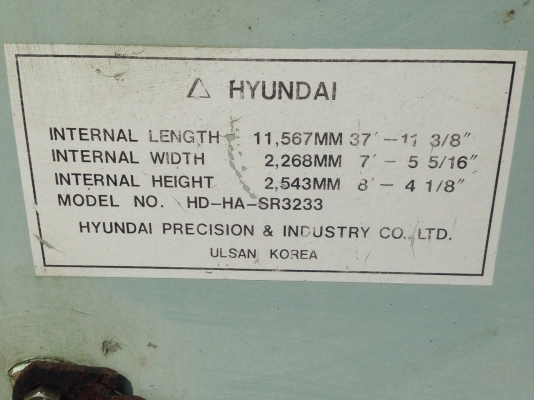 HYUNDAI
INTERNAL LENGTH 11,567MM 37′-11 3/8″
INTERNAL WIDTH 2,268MM 7′-5 5/16″
INTERNAL HEIGHT 2,543MM 8′-4 1/8″
MODEL NO. HD-HA-SR3233
HYUNDAI PRECISION & INDUSTRY CO., LTD.
ULSAN KOREA